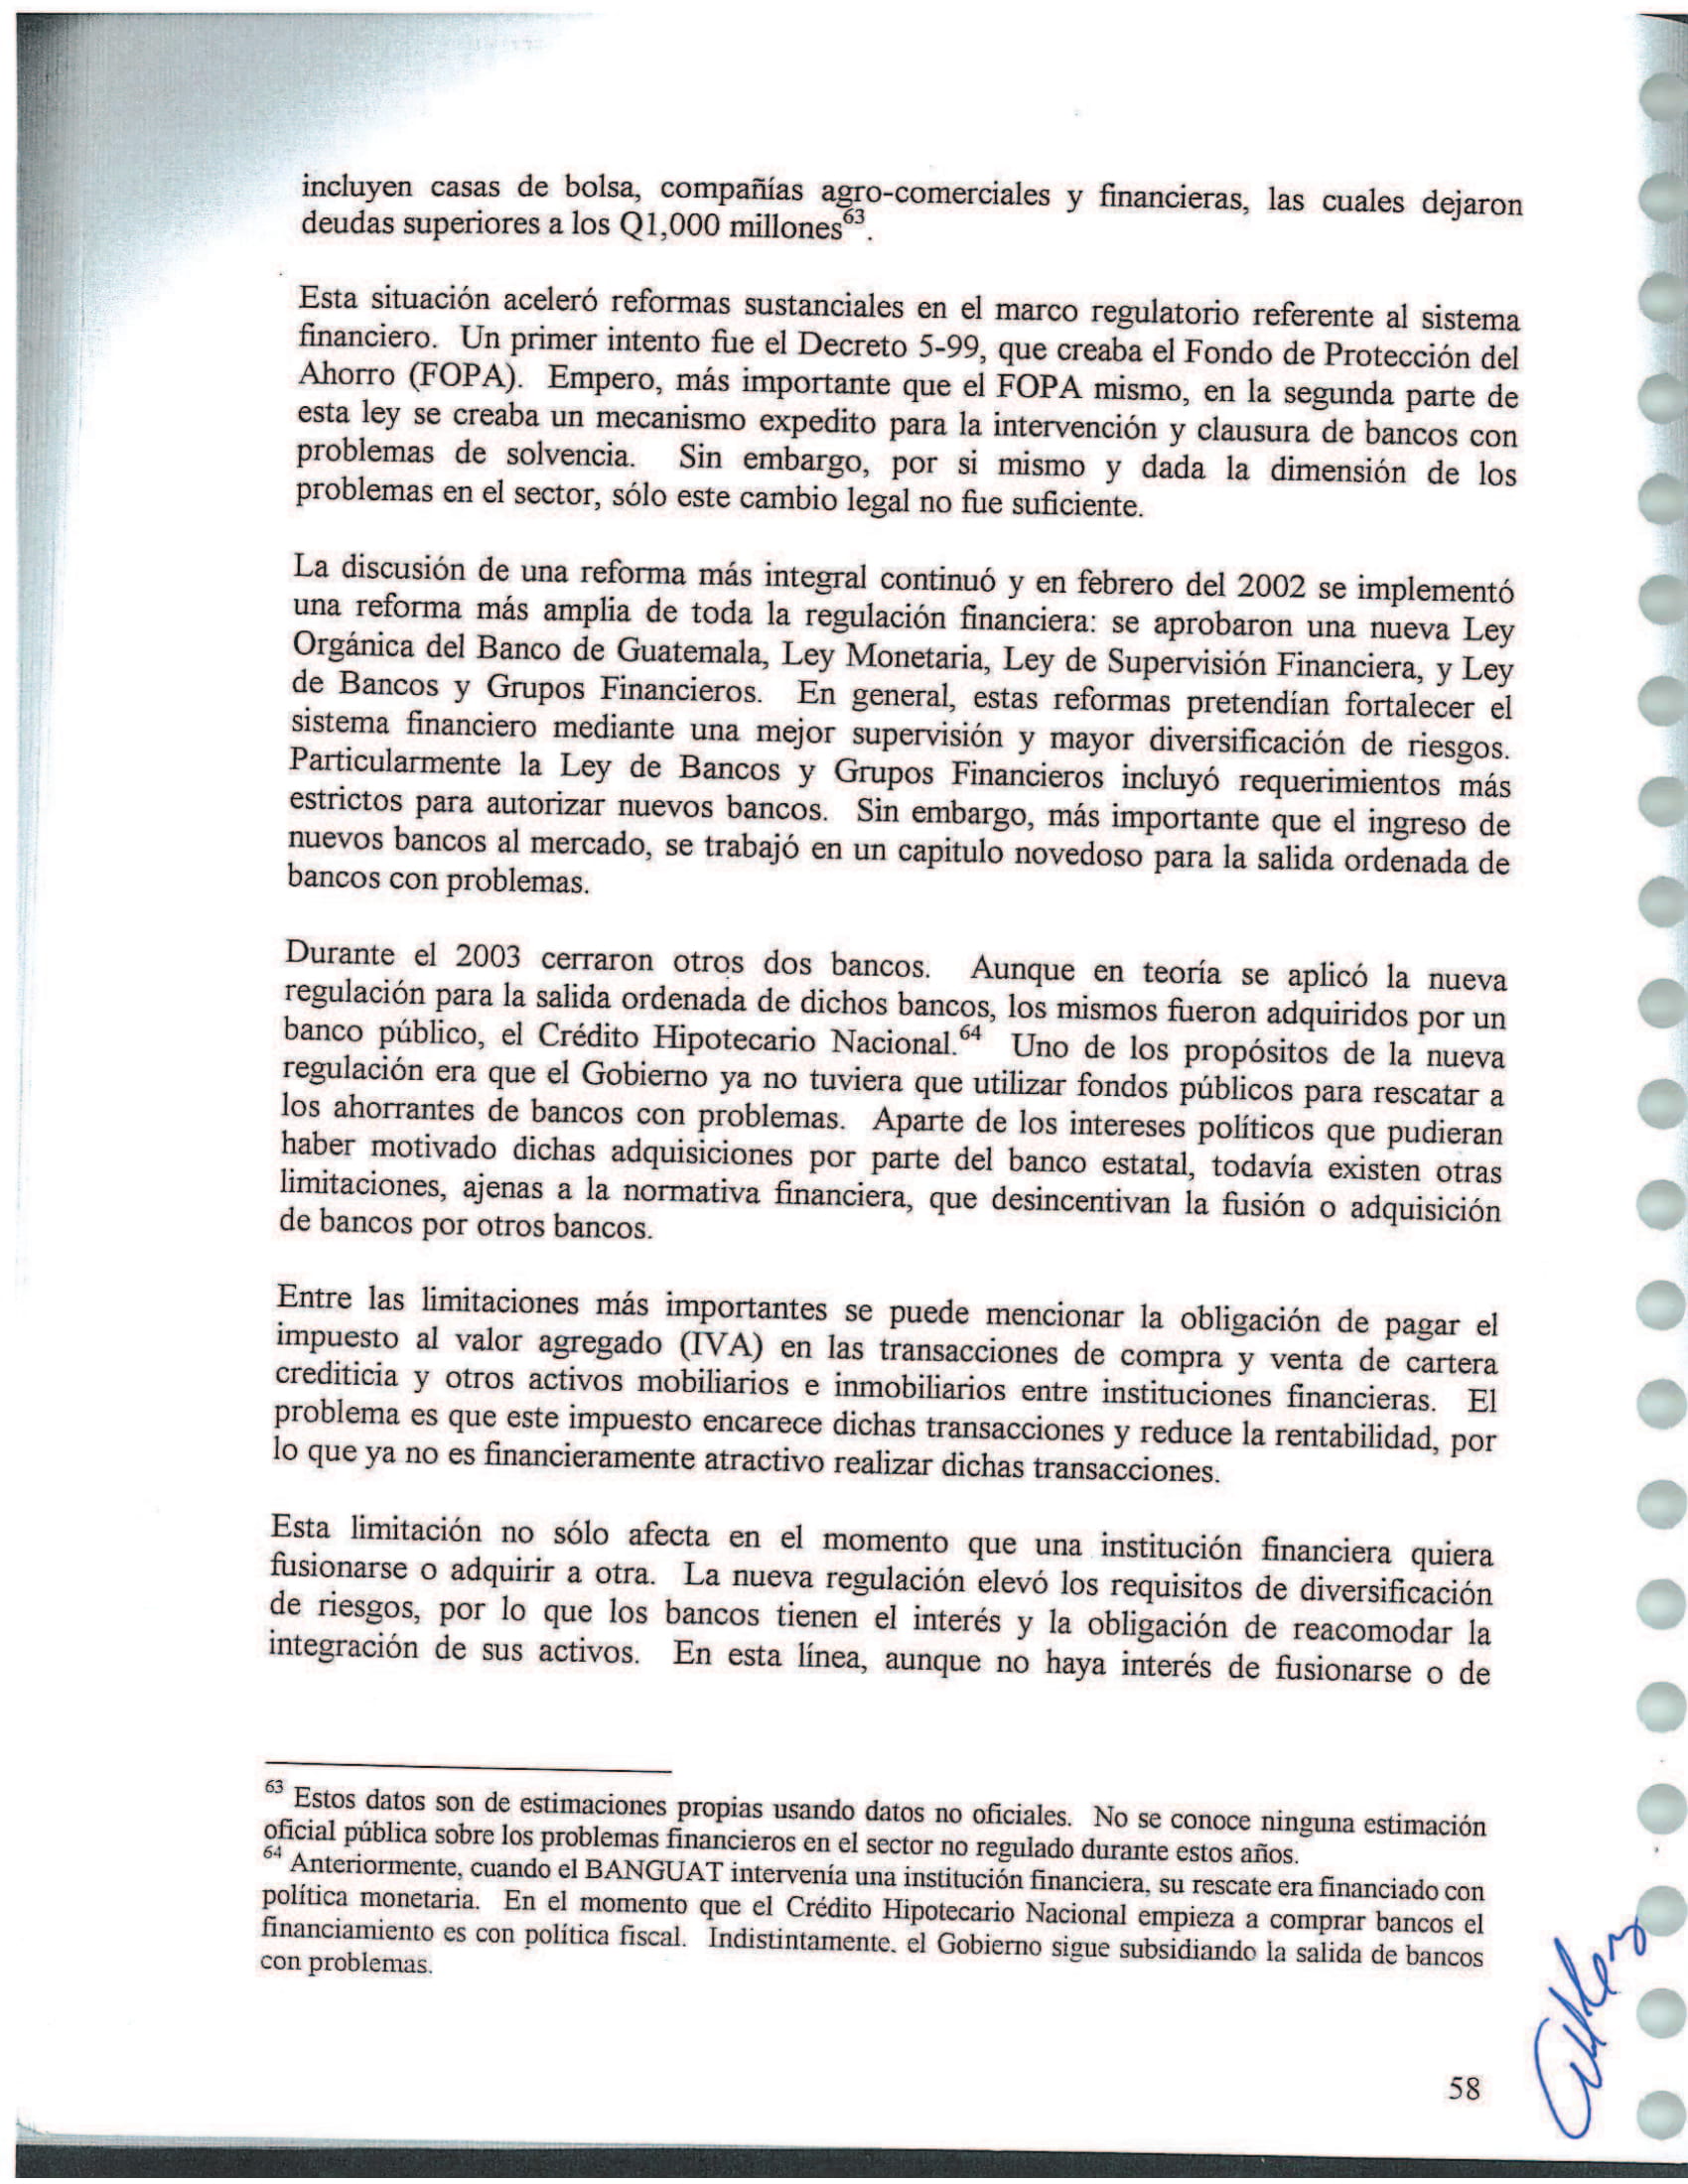 incluyen casas de bolsa, compañías agro-comerciales y financieras, las cuales dejaron
deudas superiores a los Q1,000 millones⁶³.
Esta situación aceleró reformas sustanciales en el marco regulatorio referente al sistema
financiero. Un primer intento fue el Decreto 5-99, que creaba el Fondo de Protección del
Ahorro (FOPA). Empero, más importante que el FOPA mismo, en la segunda parte de
esta ley se creaba un mecanismo expedito para la intervención y clausura de bancos con
problemas de solvencia. Sin embargo, por si mismo y dada la dimensión de los
problemas en el sector, sólo este cambio legal no fue suficiente.
La discusión de una reforma más integral continuó y en febrero del 2002 se implementó
una reforma más amplia de toda la regulación financiera: se aprobaron una nueva Ley
Orgánica del Banco de Guatemala, Ley Monetaria, Ley de Supervisión Financiera, y Ley
de Bancos y Grupos Financieros. En general, estas reformas pretendían fortalecer el
sistema financiero mediante una mejor supervisión y mayor diversificación de riesgos.
Particularmente la Ley de Bancos y Grupos Financieros incluyó requerimientos más
estrictos para autorizar nuevos bancos. Sin embargo, más importante que el ingreso de
nuevos bancos al mercado, se trabajó en un capitulo novedoso para la salida ordenada de
bancos con problemas.
Durante el 2003 cerraron otros dos bancos. Aunque en teoría se aplicó la nueva
regulación para la salida ordenada de dichos bancos, los mismos fueron adquiridos por un
banco público, el Crédito Hipotecario Nacional.⁶⁴ Uno de los propósitos de la nueva
regulación era que el Gobierno ya no tuviera que utilizar fondos públicos para rescatar a
los ahorrantes de bancos con problemas. Aparte de los intereses políticos que pudieran
haber motivado dichas adquisiciones por parte del banco estatal, todavía existen otras
limitaciones, ajenas a la normativa financiera, que desincentivan la fusión o adquisición
de bancos por otros bancos.
Entre las limitaciones más importantes se puede mencionar la obligación de pagar el
impuesto al valor agregado (IVA) en las transacciones de compra y venta de cartera
crediticia y otros activos mobiliarios e inmobiliarios entre instituciones financieras. El
problema es que este impuesto encarece dichas transacciones y reduce la rentabilidad, por
lo que ya no es financieramente atractivo realizar dichas transacciones.
Esta limitación no sólo afecta en el momento que una institución financiera quiera
fusionarse o adquirir a otra. La nueva regulación elevó los requisitos de diversificación
de riesgos, por lo que los bancos tienen el interés y la obligación de reacomodar la
integración de sus activos. En esta línea, aunque no haya interés de fusionarse o de
⁶³ Estos datos son de estimaciones propias usando datos no oficiales. No se conoce ninguna estimación
oficial pública sobre los problemas financieros en el sector no regulado durante estos años.
⁶⁴ Anteriormente, cuando el BANGUAT intervenía una institución financiera, su rescate era financiado con
política monetaria. En el momento que el Crédito Hipotecario Nacional empieza a comprar bancos el
financiamiento es con política fiscal. Indistintamente. el Gobierno sigue subsidiando la salida de bancos
con problemas.
58